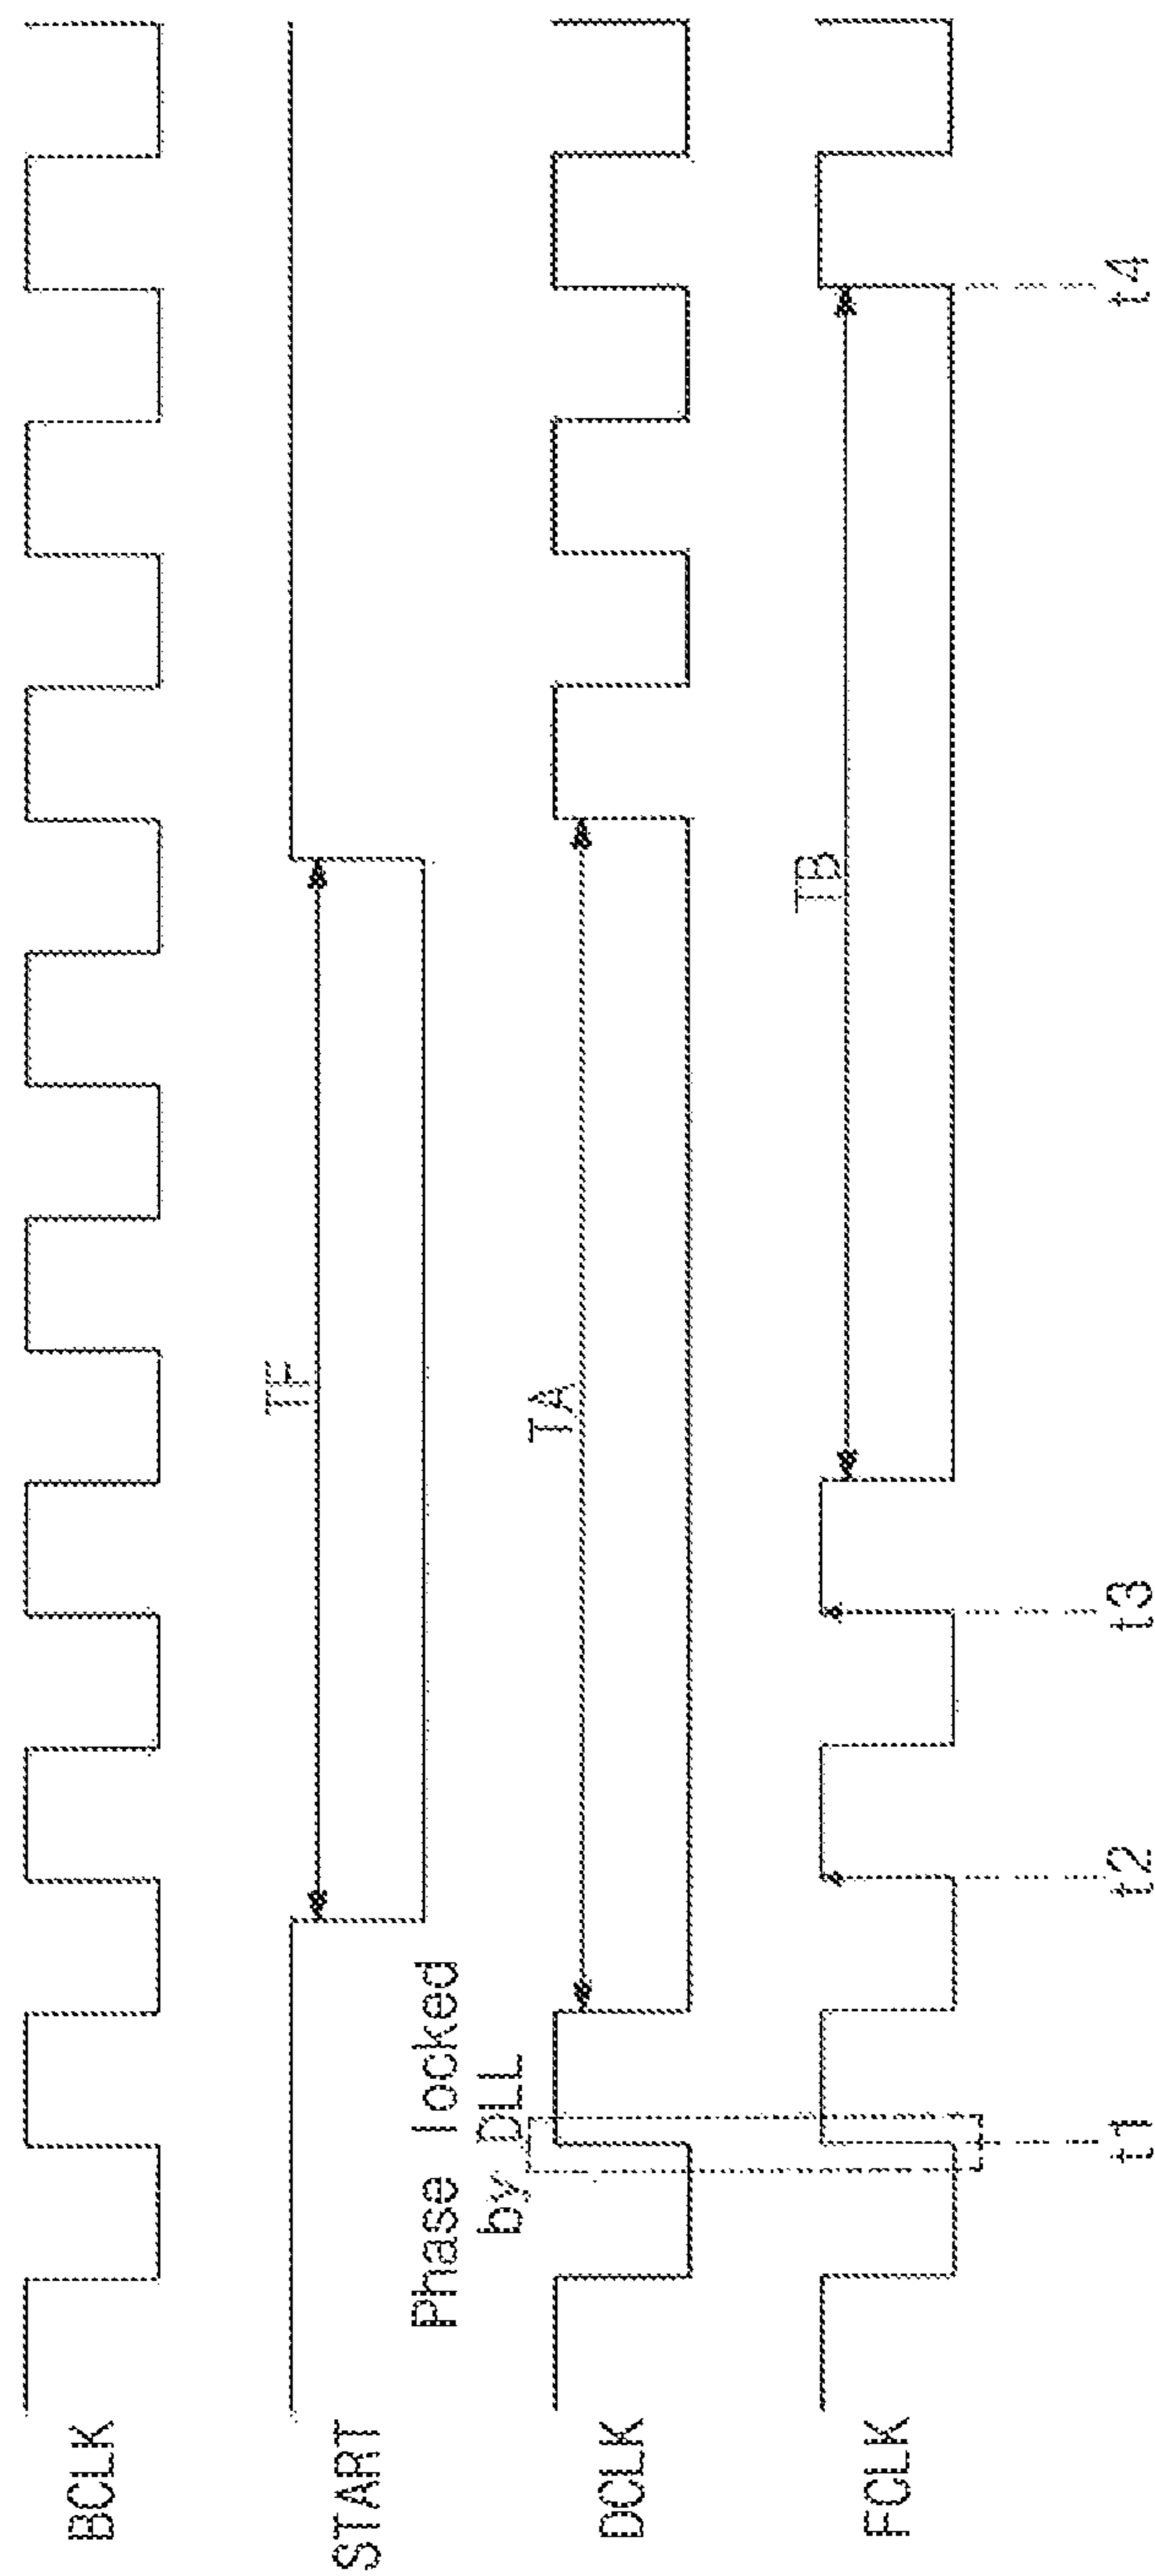 BCLK
START
TF
Phase locked
by DLL
DCLK
TA
FCLK
TB
t1
t2
t3
t4